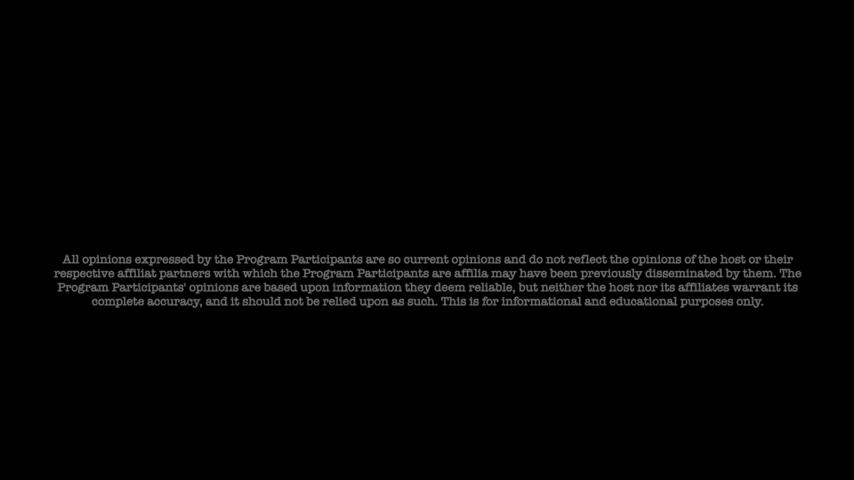 All opinions expressed by the Program Participants are so current opinions and do not reflect the opinions of the host or their
respective affiliat partners with which the Program Participants are affilia may have been previously disseminated by them. The
Program Participants' opinions are based upon information they deem reliable, but neither the host nor its affiliates warrant its
complete accuracy, and it should not be relied upon as such. This is for informational and educational purposes only.